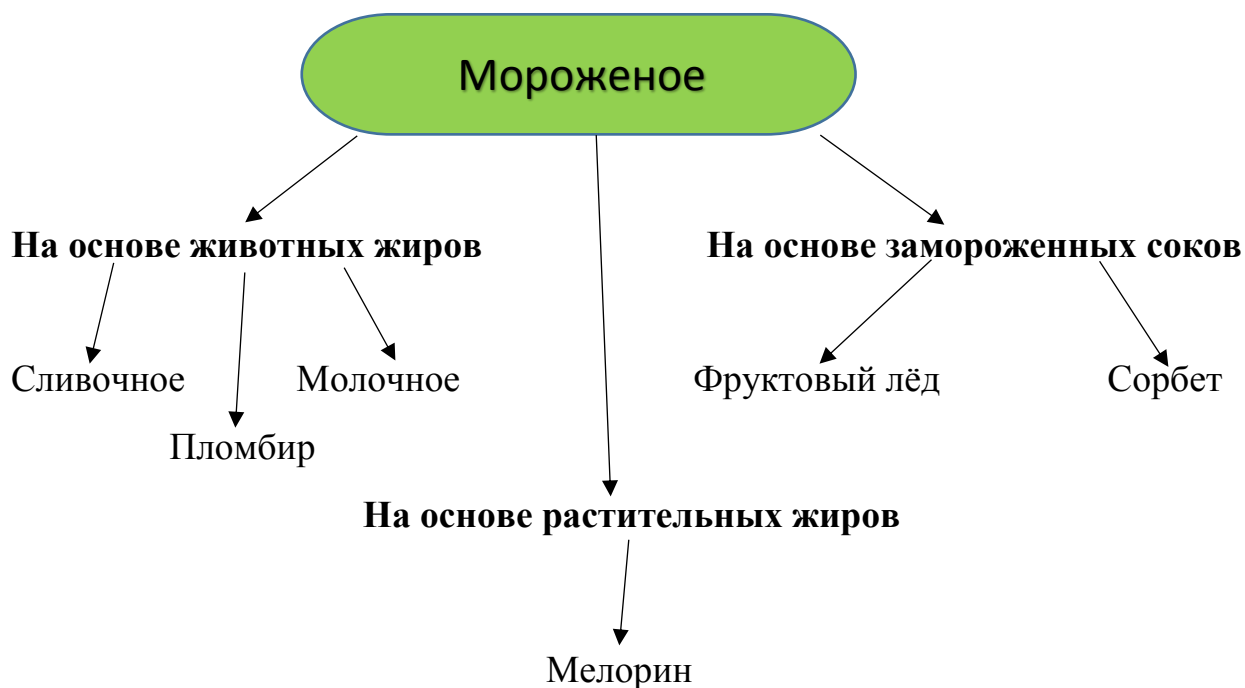 Мороженое
На основе животных жиров
На основе замороженных соков
Сливочное
Молочное
Фруктовый лёд
Сорбет
Пломбир
На основе растительных жиров
Мелорин